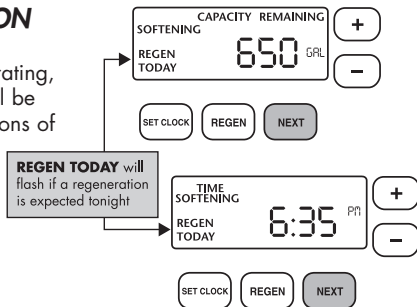 ON
rating,
l be
ons of
CAPACITY REMAINING
SOFTENING
REGEN
TODAY
650 GAL
+
−
SET CLOCK
REGEN
NEXT
REGEN TODAY will
flash if a regeneration
is expected tonight
TIME
SOFTENING
REGEN
TODAY
6:35 PM
+
−
SET CLOCK
REGEN
NEXT